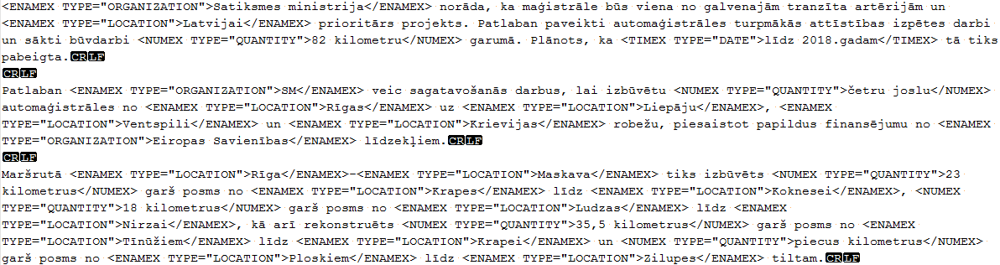 <ENAMEX TYPE="ORGANIZATION">Satiksmes ministrija</ENAMEX> norāda, ka maģistrāle būs viena no galvenajām tranzīta artērijām un
<ENAMEX TYPE="LOCATION">Latvijai</ENAMEX> prioritārs projekts. Patlaban paveikti automaģistrāles turpmākās attīstības izpētes darbi
un sākti būvdarbi <NUMEX TYPE="QUANTITY">82 kilometru</NUMEX> garumā. Plānots, ka <TIMEX TYPE="DATE">līdz 2018.gadam</TIMEX> tā tiks
pabeigta.CRLF
CRLF
Patlaban <ENAMEX TYPE="ORGANIZATION">SM</ENAMEX> veic sagatavošanās darbus, lai izbūvētu <NUMEX TYPE="QUANTITY">četru joslu</NUMEX>
automaģistrāles no <ENAMEX TYPE="LOCATION">Rīgas</ENAMEX> uz <ENAMEX TYPE="LOCATION">Liepāju</ENAMEX>, <ENAMEX
TYPE="LOCATION">Ventspili</ENAMEX> un <ENAMEX TYPE="LOCATION">Krievijas</ENAMEX> robežu, piesaistot papildus finansējumu no <ENAMEX
TYPE="ORGANIZATION">Eiropas Savienības</ENAMEX> līdzekļiem.CRLF
CRLF
Maršrutā <ENAMEX TYPE="LOCATION">Rīga</ENAMEX>-<ENAMEX TYPE="LOCATION">Maskava</ENAMEX> tiks izbūvēts <NUMEX TYPE="QUANTITY">23
kilometrus</NUMEX> garš posms no <ENAMEX TYPE="LOCATION">Krapes</ENAMEX> līdz <ENAMEX TYPE="LOCATION">Koknesei</ENAMEX>, <NUMEX
TYPE="QUANTITY">18 kilometrus</NUMEX> garš posms no <ENAMEX TYPE="LOCATION">Ludzas</ENAMEX> līdz <ENAMEX
TYPE="LOCATION">Nirzai</ENAMEX>, kā arī rekonstruēts <NUMEX TYPE="QUANTITY">35,5 kilometrus</NUMEX> garš posms no <ENAMEX
TYPE="LOCATION">Tīnūžiem</ENAMEX> līdz <ENAMEX TYPE="LOCATION">Krapei</ENAMEX> un <NUMEX TYPE="QUANTITY">piecus kilometrus</NUMEX>
garš posms no <ENAMEX TYPE="LOCATION">Ploskiem</ENAMEX> līdz <ENAMEX TYPE="LOCATION">Zilupes</ENAMEX> tiltam.CRLF